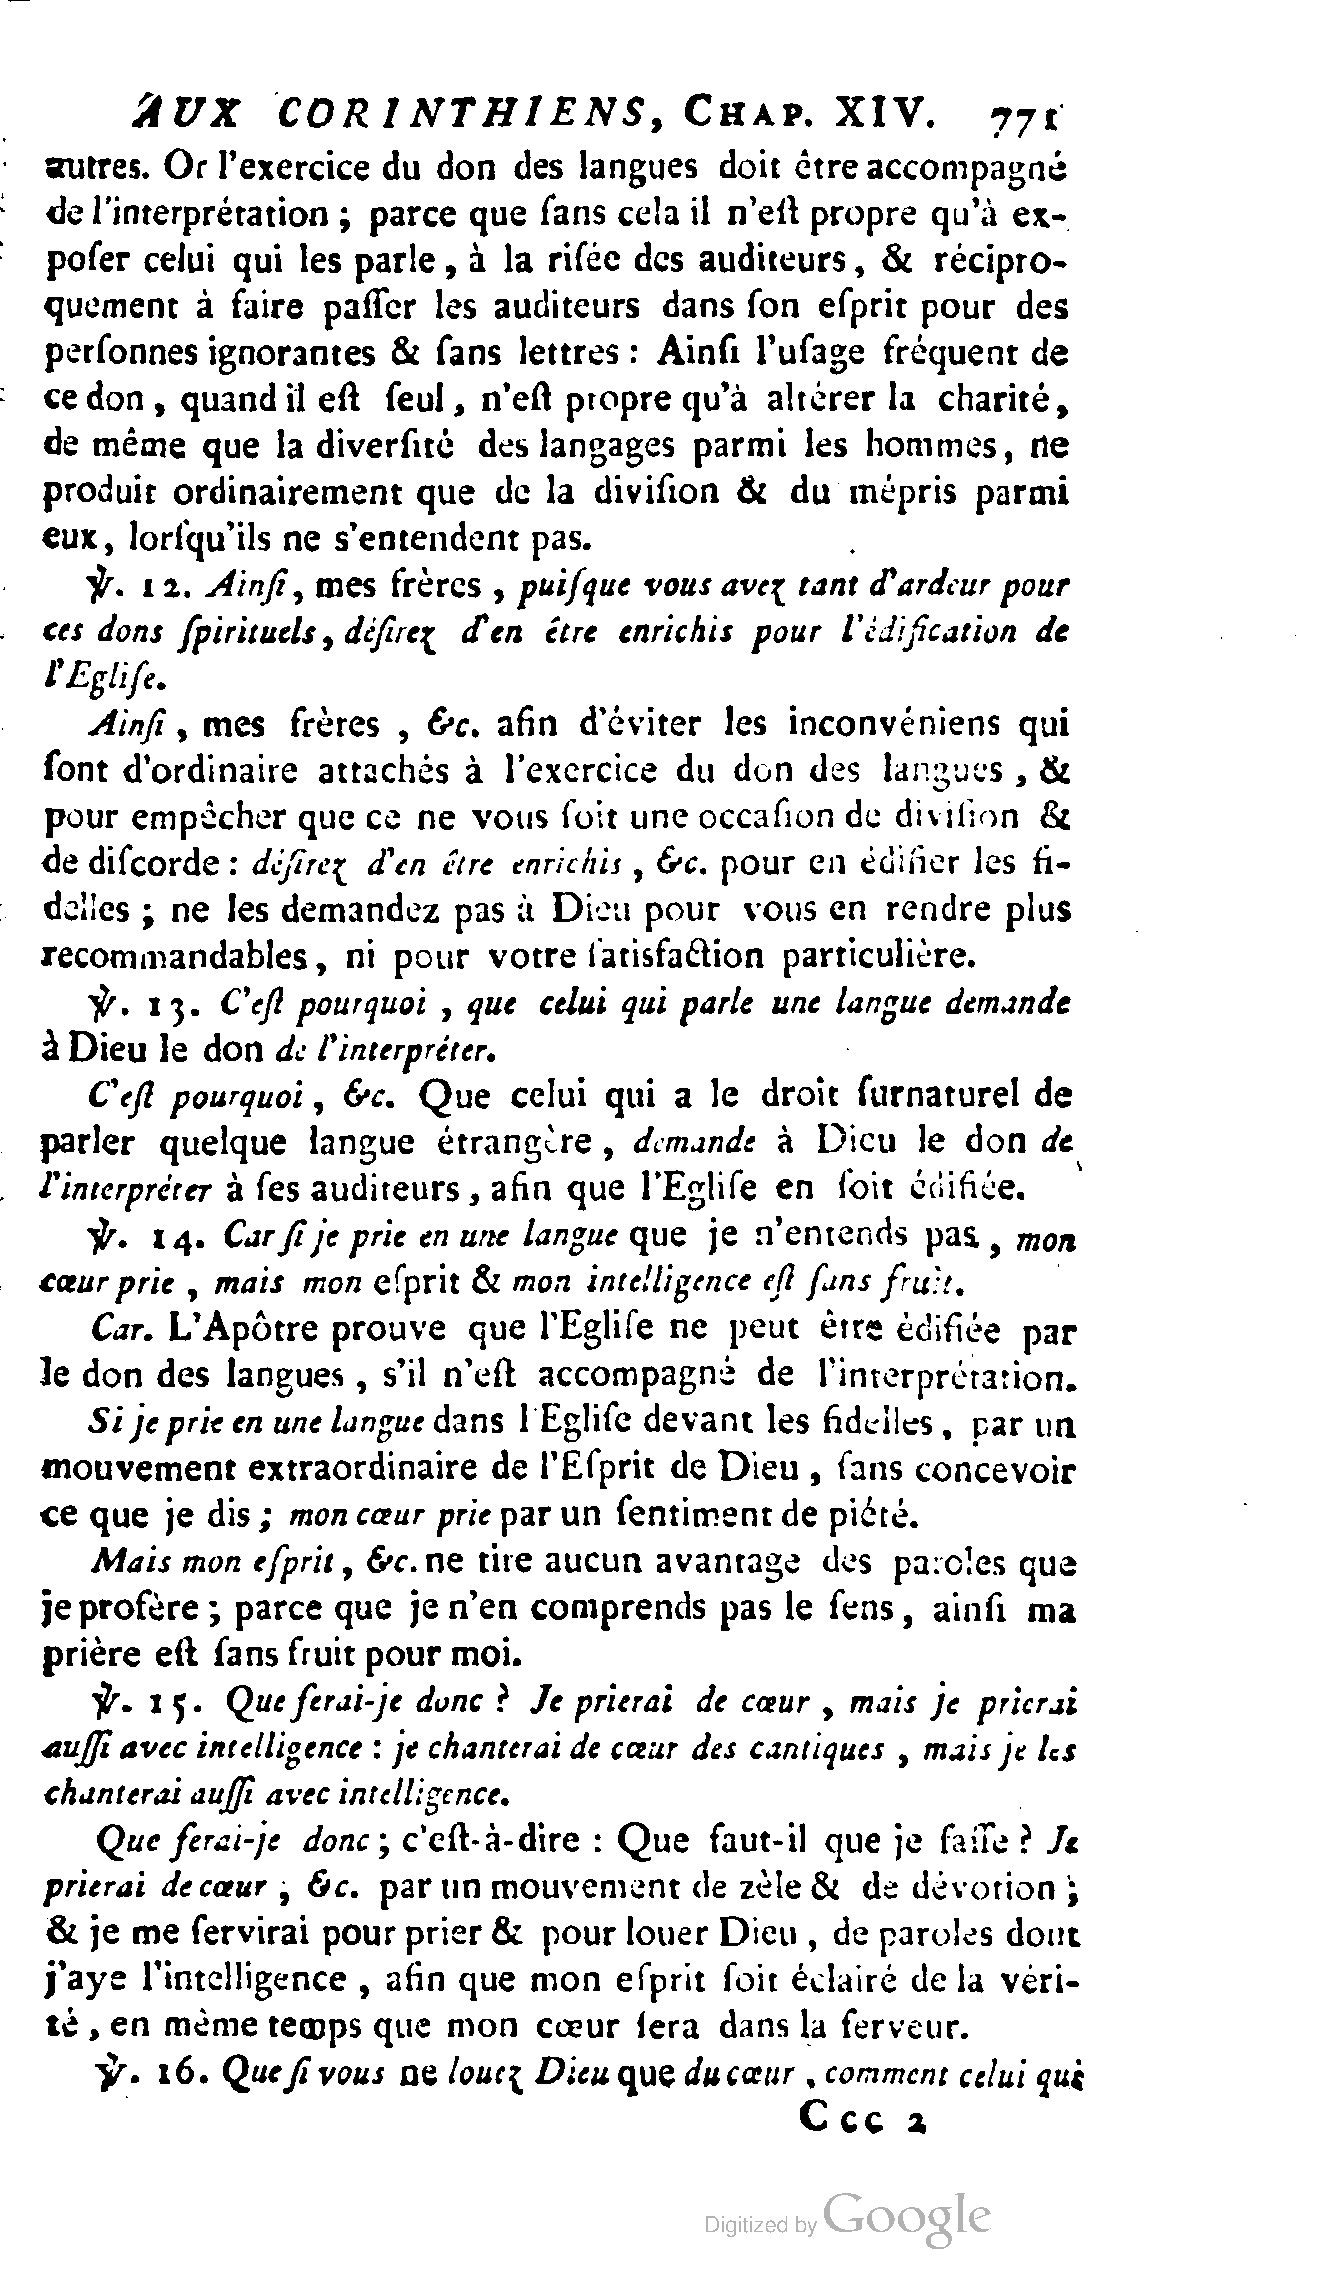 AUX CORINTHIENS, CHAP. XIV. 771
autres. Or l'exercice du don des langues doit être accompagné
de l'interprétation ; parce que ſans cela il n'eſt propre qu'à ex-
poſer celui qui les parle, à la riſée des auditeurs, & récipro-
quement à faire paſſer les auditeurs dans ſon eſprit pour des
perſonnes ignorantes & ſans lettres : Ainſi l'uſage fréquent de
ce don, quand il eſt ſeul, n'eſt propre qu'à altérer la charité,
de même que la diverſité des langages parmi les hommes, ne
produit ordinairement que de la diviſion & du mépris parmi
eux, lorſqu'ils ne s'entendent pas.
℣. 12. Ainſi, mes frères, puiſque vous avez tant d'ardeur pour
ces dons ſpirituels, déſirez d'en être enrichis pour l'édification de
l'Egliſe.
Ainſi, mes frères, &c. afin d'éviter les inconvéniens qui
ſont d'ordinaire attachés à l'exercice du don des langues, &
pour empêcher que ce ne vous ſoit une occaſion de diviſion &
de diſcorde : déſirez d'en être enrichis, &c. pour en édifier les fi-
delles ; ne les demandez pas à Dieu pour vous en rendre plus
recommandables, ni pour votre ſatisfaction particulière.
℣. 13. C'eſt pourquoi, que celui qui parle une langue demande
à Dieu le don de l'interpréter.
C'eſt pourquoi, &c. Que celui qui a le droit ſurnaturel de
parler quelque langue étrangère, demande à Dieu le don de
l'interpréter à ſes auditeurs, afin que l'Egliſe en ſoit édifiée.
℣. 14. Car ſi je prie en une langue que je n'entends pas, mon
cœur prie, mais mon eſprit & mon intelligence eſt ſans fruit.
Car. L'Apôtre prouve que l'Egliſe ne peut être édifiée par
le don des langues, s'il n'eſt accompagné de l'interprétation.
Si je prie en une langue dans l'Egliſe devant les fidelles, par un
mouvement extraordinaire de l'Eſprit de Dieu, ſans concevoir
ce que je dis ; mon cœur prie par un ſentiment de piété.
Mais mon eſprit, &c. ne tire aucun avantage des paroles que
je profère ; parce que je n'en comprends pas le ſens, ainſi ma
prière eſt ſans fruit pour moi.
℣. 15. Que ferai-je donc ? Je prierai de cœur, mais je prierai
auſſi avec intelligence : je chanterai de cœur des cantiques, mais je les
chanterai auſſi avec intelligence.
Que ferai-je donc ; c'eſt-à-dire : Que faut-il que je faſſe ? Je
prierai de cœur ; &c. par un mouvement de zèle & de dévotion ;
& je me ſervirai pour prier & pour louer Dieu, de paroles dont
j'aye l'intelligence, afin que mon eſprit ſoit éclairé de la véri-
té, en même temps que mon cœur ſera dans la ferveur.
℣. 16. Que ſi vous ne louez Dieu que du cœur, comment celui qui
Ccc 2
Digitized by Google